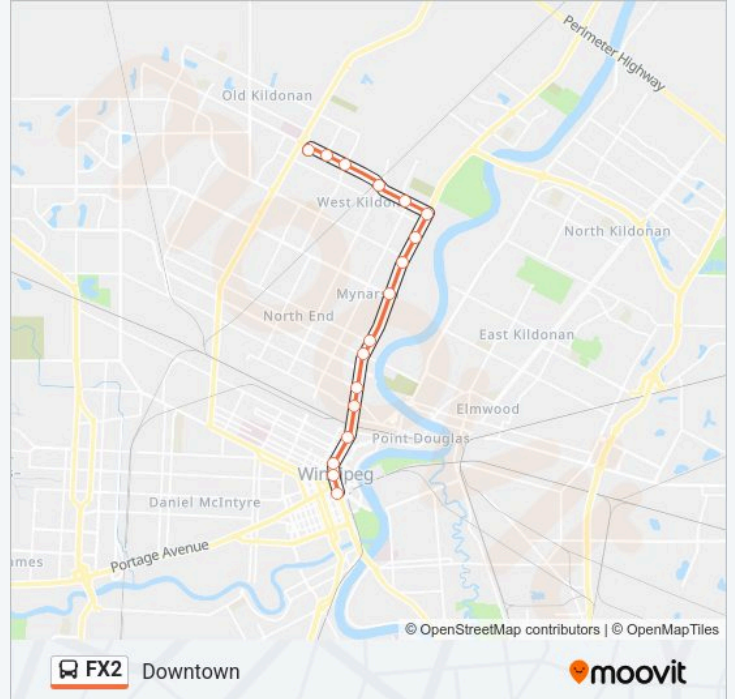 Perimeter Highway
Old Kildonan
West Kildo
North Kildonan
Mynar
North End
East Kildonan
Elmwood
Point Douglas
Winnipeg
Daniel McIntyre
Portage Avenue
ames
© OpenStreetMap contributors | © OpenMapTiles
FX2 Downtown
moovit